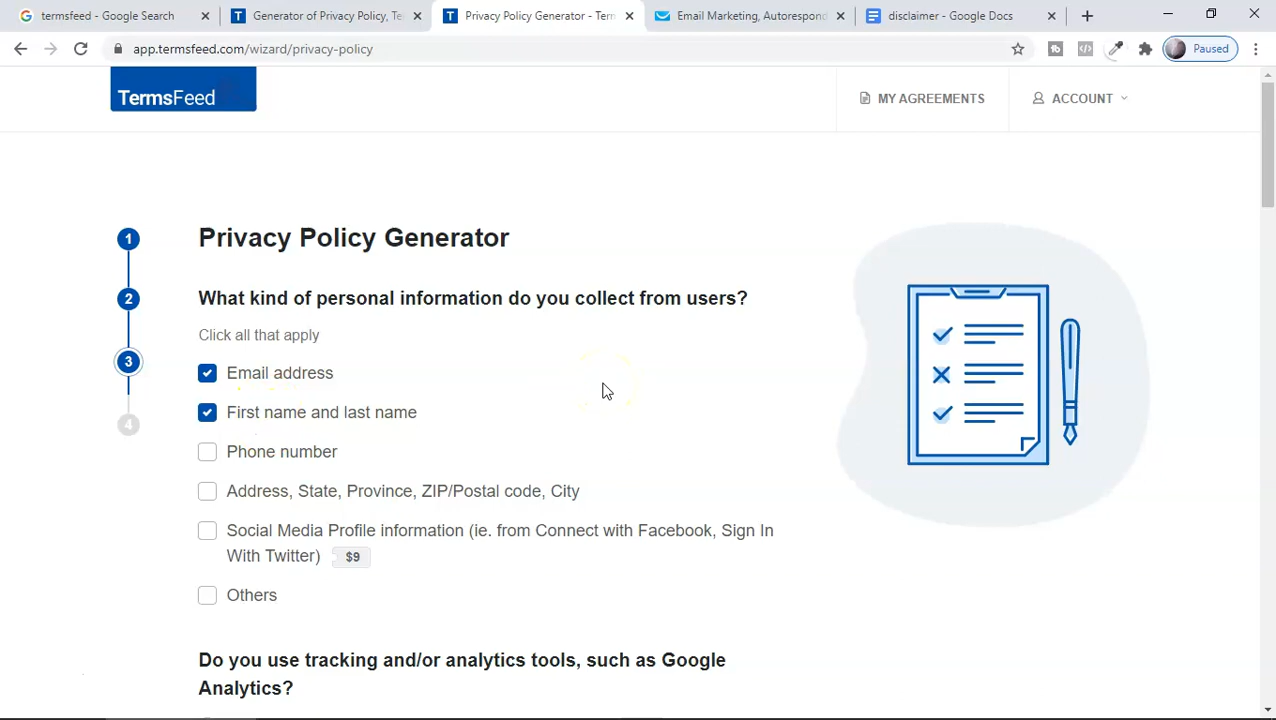 termsfeed - Google Search
Generator of Privacy Policy, Te
Privacy Policy Generator - Tern
Email Marketing, Autorespond
disclaimer - Google Docs
app.termsfeed.com/wizard/privacy-policy
Paused
TermsFeed
MY AGREEMENTS
ACCOUNT
1
Privacy Policy Generator
2
What kind of personal information do you collect from users?
Click all that apply
3
Email address
First name and last name
4
Phone number
Address, State, Province, ZIP/Postal code, City
Social Media Profile information (ie. from Connect with Facebook, Sign In
With Twitter) $9
Others
Do you use tracking and/or analytics tools, such as Google
Analytics?